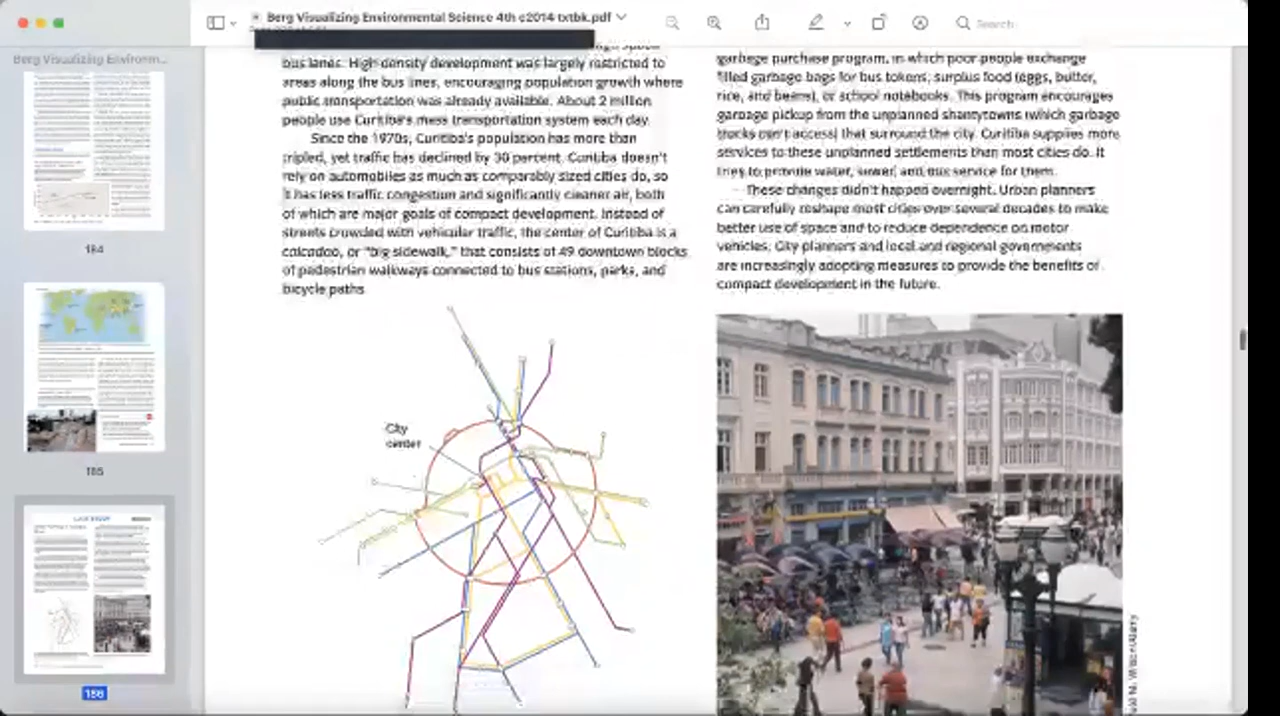 Berg Visualizing Environmental Science 4th c2014 txtbk.pdf
Search
Berg Visualizing Environm...
184
185
186
bus lanes. High-density development was largely restricted to
areas along the bus lines, encouraging population growth where
public transportation was already available. About 2 million
people use Curitiba's mass transportation system each day.
Since the 1970s, Curitiba's population has more than
tripled, yet traffic has declined by 30 percent. Curitiba doesn't
rely on automobiles as much as comparably sized cities do, so
it has less traffic congestion and significantly cleaner air, both
of which are major goals of compact development. Instead of
streets crowded with vehicular traffic, the center of Curitiba is a
calcadao, or "big sidewalk," that consists of 49 downtown blocks
of pedestrian walkways connected to bus stations, parks, and
bicycle paths
City
center
garbage purchase program, in which poor people exchange
filled garbage bags for bus tokens, surplus food (eggs, butter,
rice, and beans), or school notebooks. This program encourages
garbage pickup from the unplanned shantytowns (which garbage
trucks can't access) that surround the city. Curitiba supplies more
services to these unplanned settlements than most cities do. It
tries to provide water, sewer, and bus service for them.
These changes didn't happen overnight. Urban planners
can carefully reshape most cities over several decades to make
better use of space and to reduce dependence on motor
vehicles. City planners and local and regional governments
are increasingly adopting measures to provide the benefits of
compact development in the future.